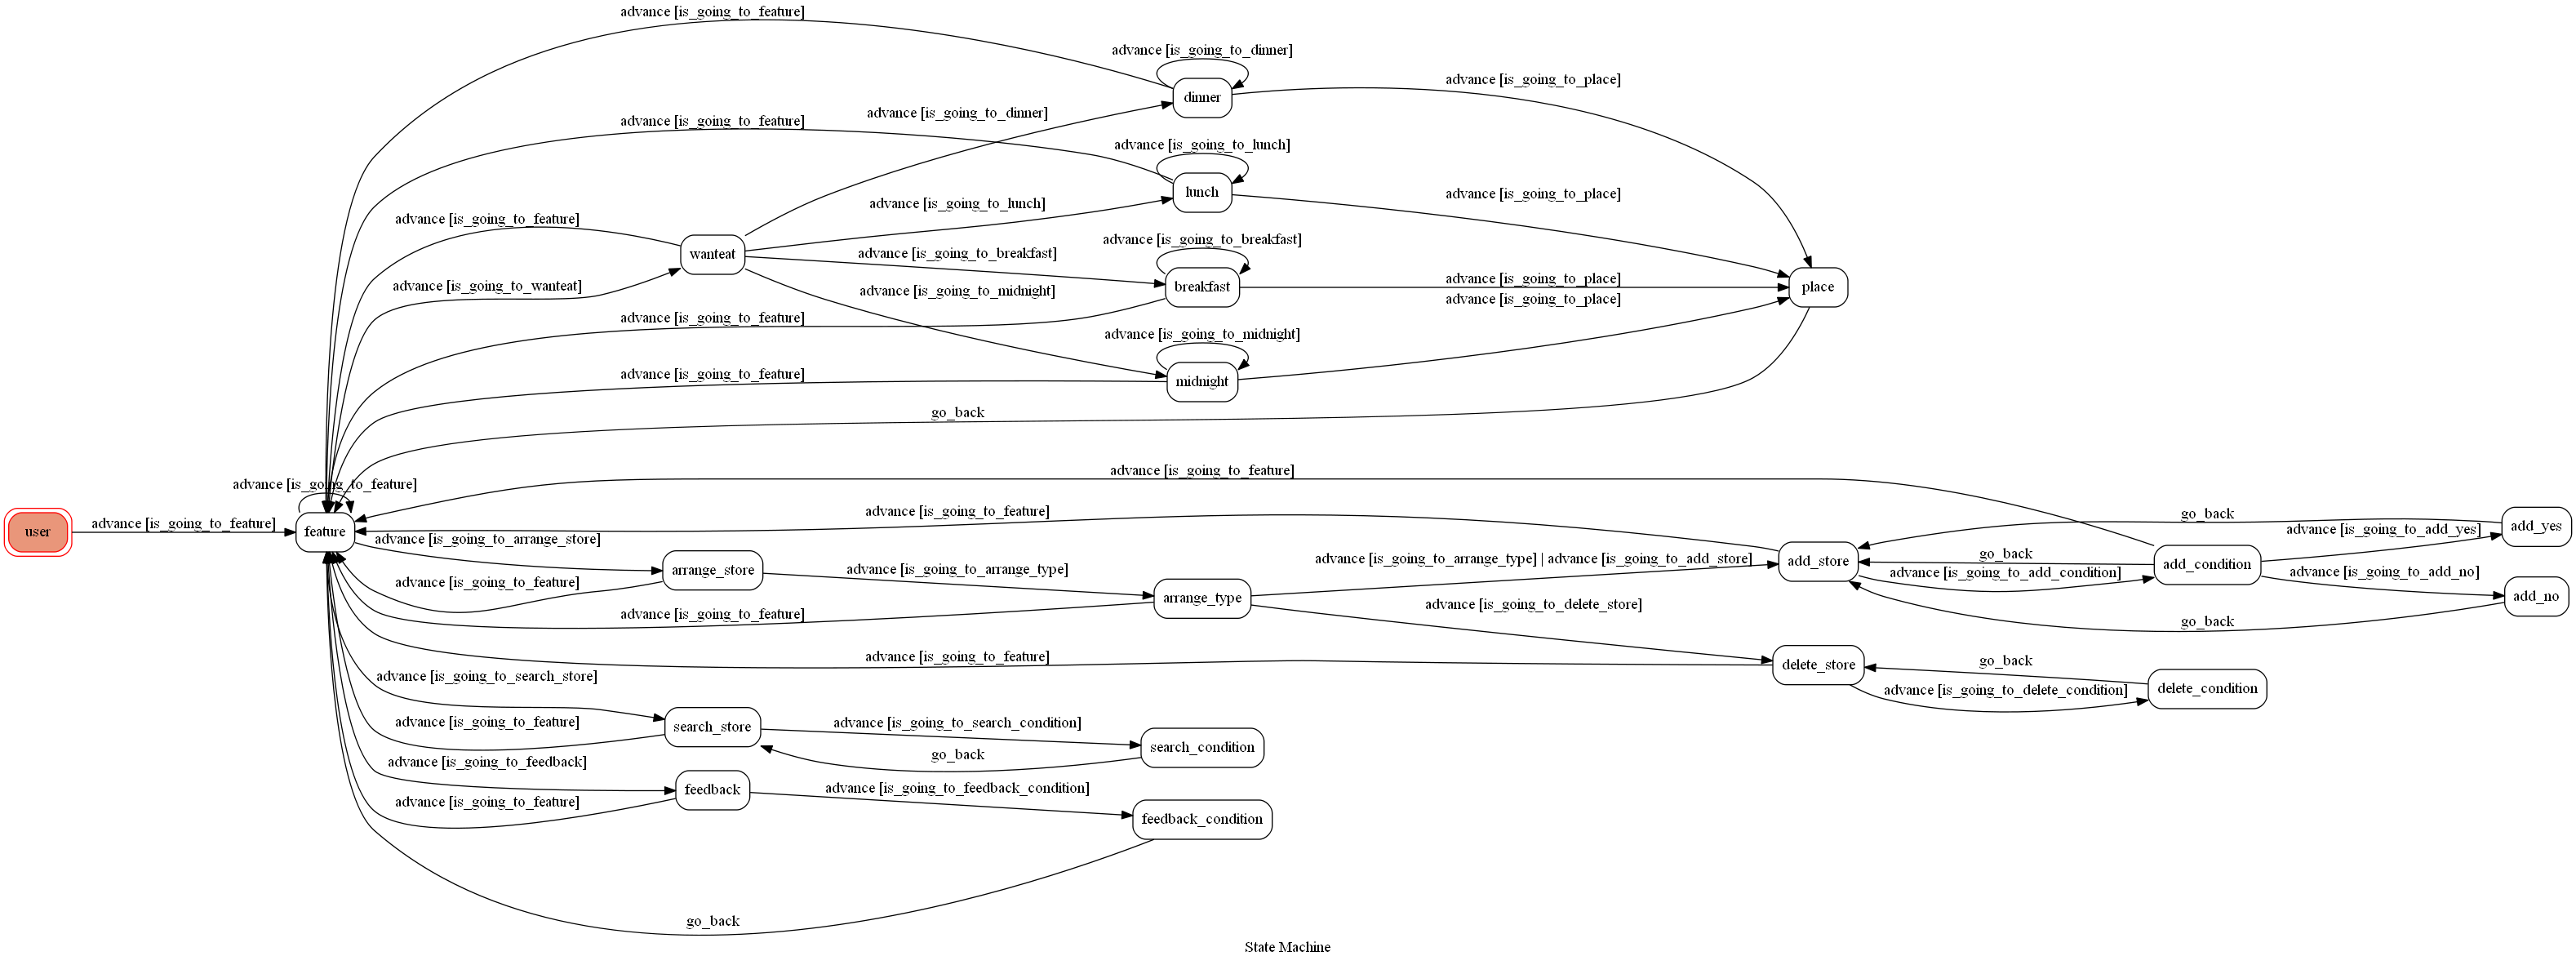 advance [is_going_to_feature]
advance [is_going_to_dinner]
dinner
advance [is_going_to_place]
advance [is_going_to_dinner]
advance [is_going_to_feature]
advance [is_going_to_lunch]
lunch
advance [is_going_to_place]
advance [is_going_to_lunch]
advance [is_going_to_feature]
wanteat
advance [is_going_to_breakfast]
advance [is_going_to_breakfast]
breakfast
advance [is_going_to_place]
place
advance [is_going_to_wanteat]
advance [is_going_to_midnight]
advance [is_going_to_place]
advance [is_going_to_feature]
advance [is_going_to_midnight]
midnight
advance [is_going_to_feature]
go_back
advance [is_going_to_feature]
advance [is_going_to_feature]
user
advance [is_going_to_feature]
feature
advance [is_going_to_feature]
advance [is_going_to_arrange_store]
arrange_store
advance [is_going_to_feature]
advance [is_going_to_arrange_type]
arrange_type
advance [is_going_to_feature]
advance [is_going_to_arrange_type] | advance [is_going_to_add_store]
add_store
go_back
add_yes
advance [is_going_to_add_yes]
go_back
add_condition
advance [is_going_to_add_condition]
advance [is_going_to_add_no]
add_no
go_back
advance [is_going_to_delete_store]
advance [is_going_to_feature]
delete_store
go_back
advance [is_going_to_delete_condition]
delete_condition
advance [is_going_to_search_store]
advance [is_going_to_feature]
search_store
advance [is_going_to_search_condition]
search_condition
go_back
advance [is_going_to_feedback]
feedback
advance [is_going_to_feature]
advance [is_going_to_feedback_condition]
feedback_condition
go_back
State Machine